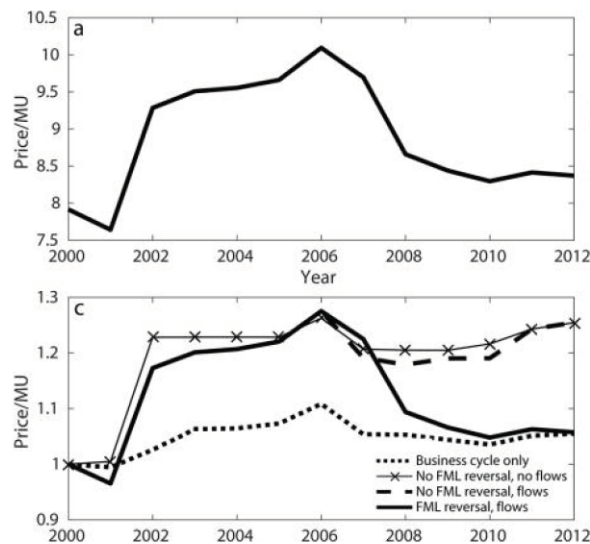 a
10.5
10
9.5
9
8.5
8
7.5
Price/MU
2000 2002 2004 2006 2008 2010 2012
Year
c
1.3
1.2
1.1
1
0.9
Price/MU
Business cycle only
No FML reversal, no flows
No FML reversal, flows
FML reversal, flows
2000 2002 2004 2006 2008 2010 2012